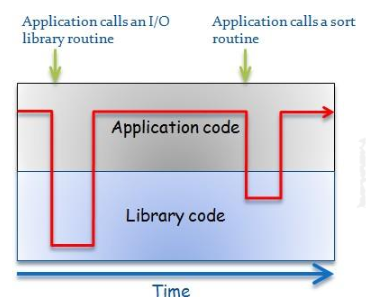 Application calls an I/O
library routine
Application calls a sort
routine
Application code
Library code
Time